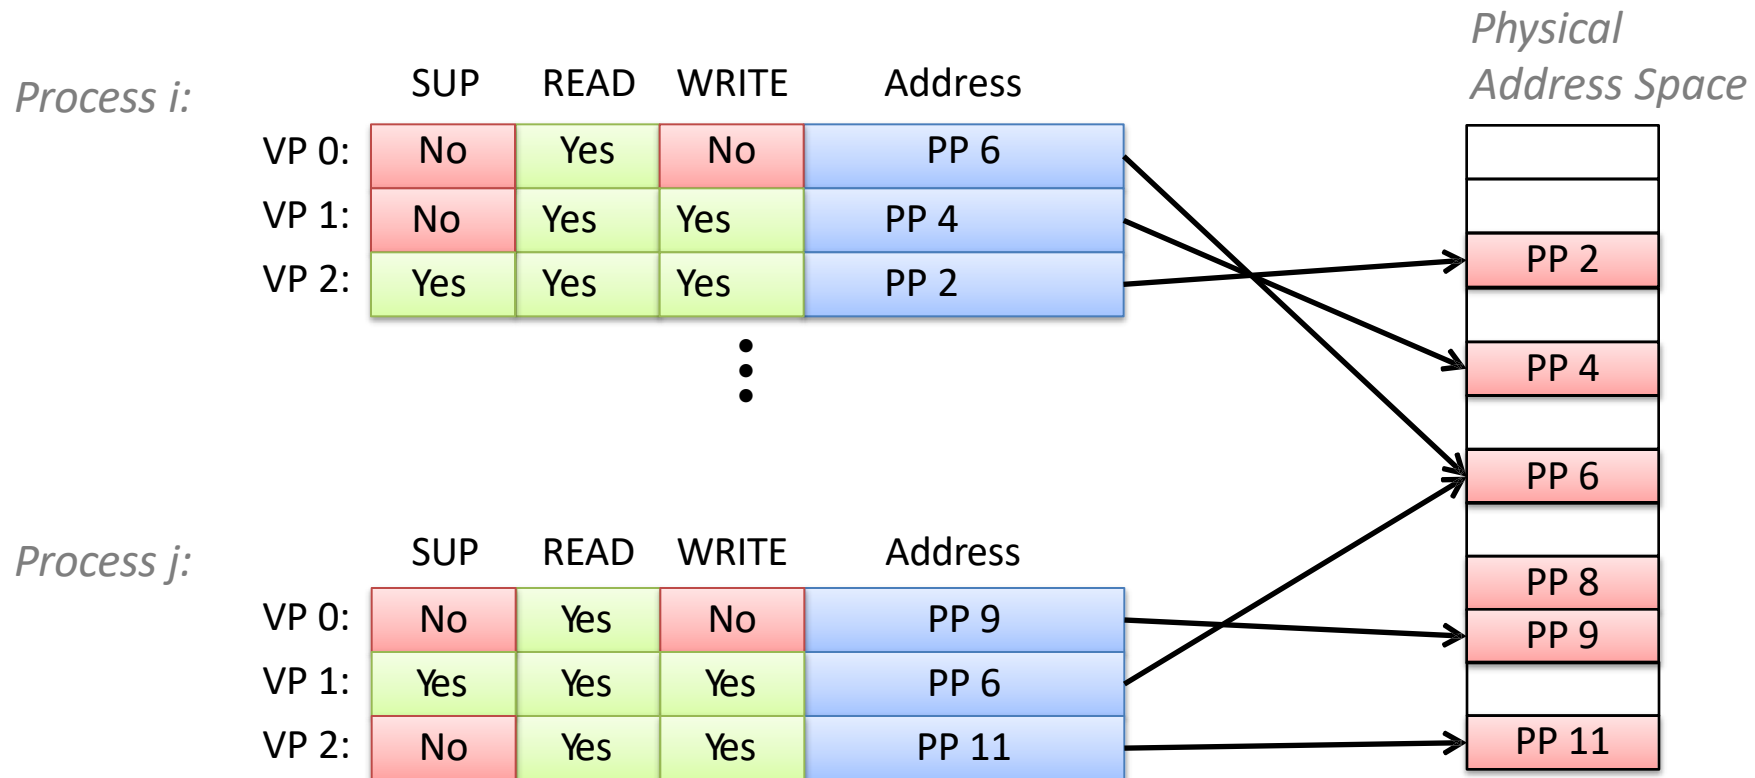 Physical
Address Space
Process i:
SUP READ WRITE Address
VP 0: No Yes No PP 6
VP 1: No Yes Yes PP 4
VP 2: Yes Yes Yes PP 2
PP 2
PP 4
PP 6
PP 8
PP 9
PP 11
Process j:
SUP READ WRITE Address
VP 0: No Yes No PP 9
VP 1: Yes Yes Yes PP 6
VP 2: No Yes Yes PP 11